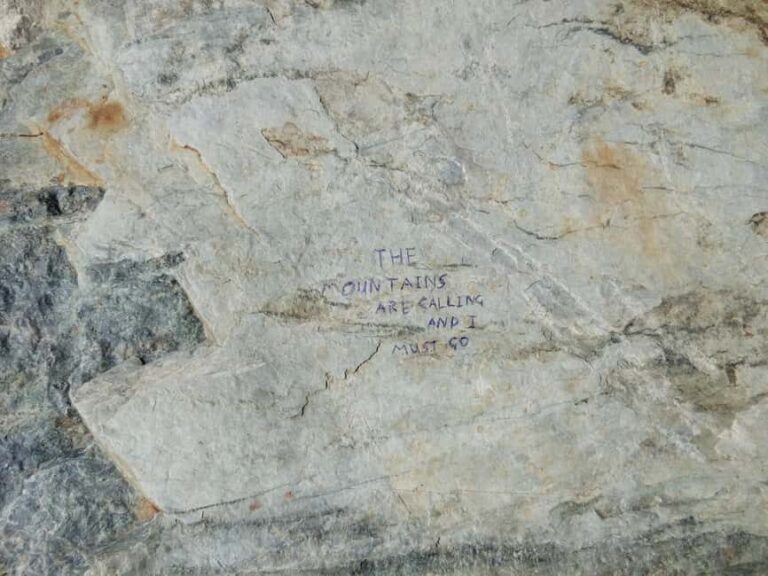 THE
MOUNTAINS
ARE CALLING
AND I
MUST GO